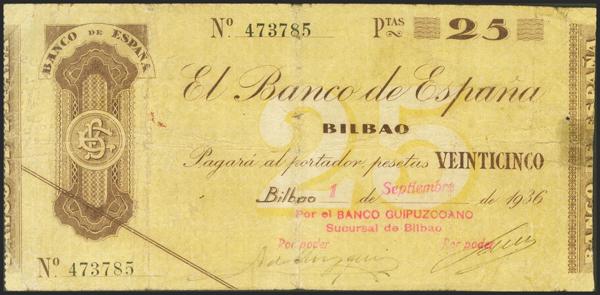 BANCO DE ESPAÑA
Nº 473785
PTAS 25
El Banco de España
BILBAO
25
Pagará al portador pesetas VEINTICINCO
Bilbao 1 de Septiembre de 1936
Por el BANCO GUIPUZCOANO
Sucursal de Bilbao
Por poder
Por poder
Nº 473785